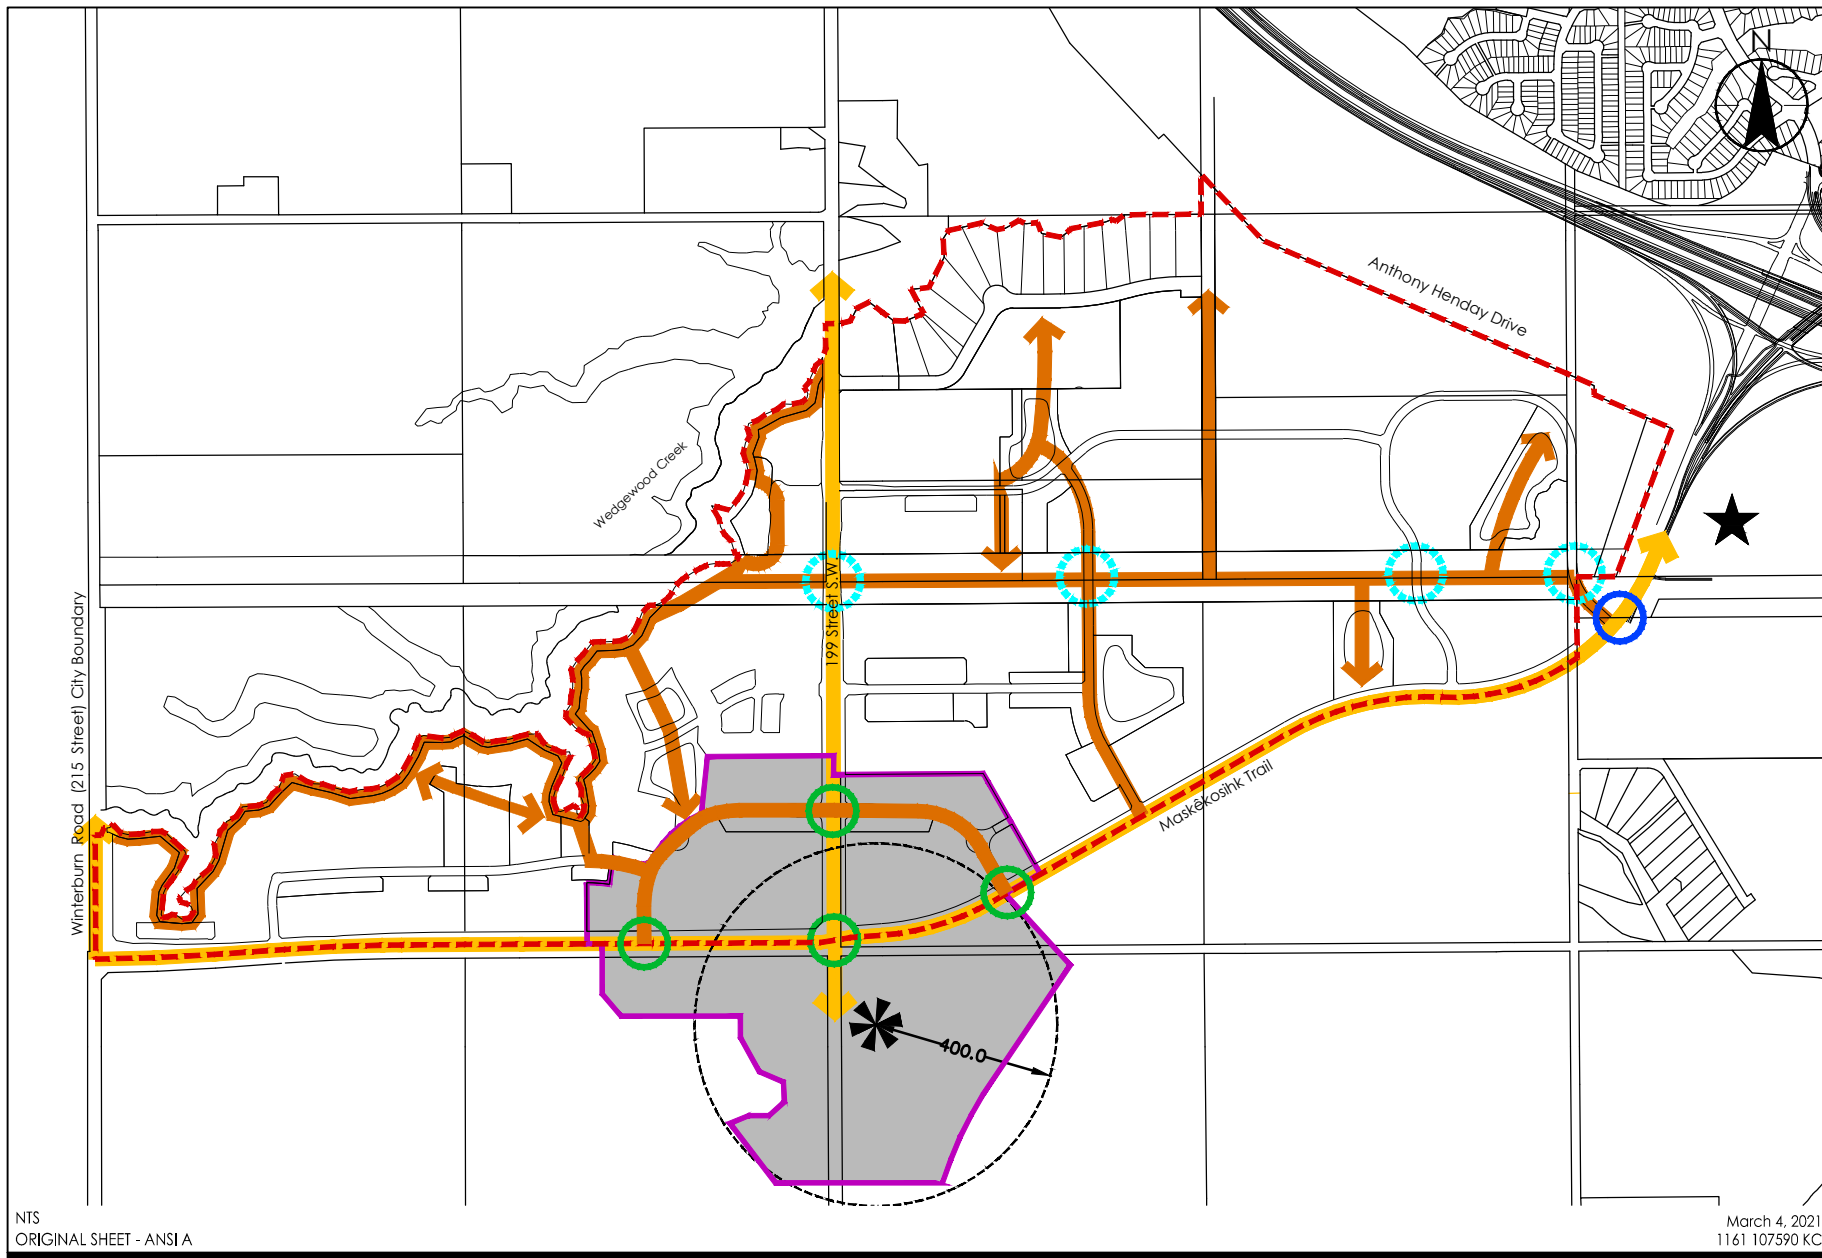 N
Anthony Henday Drive
Wedgewood Creek
199 Street S.W.
Winterburn Road (215 Street) City Boundary
Maskêkosihk Trail
400.0
NTS
ORIGINAL SHEET - ANSI A
March 4, 2021
1161 107590 KC